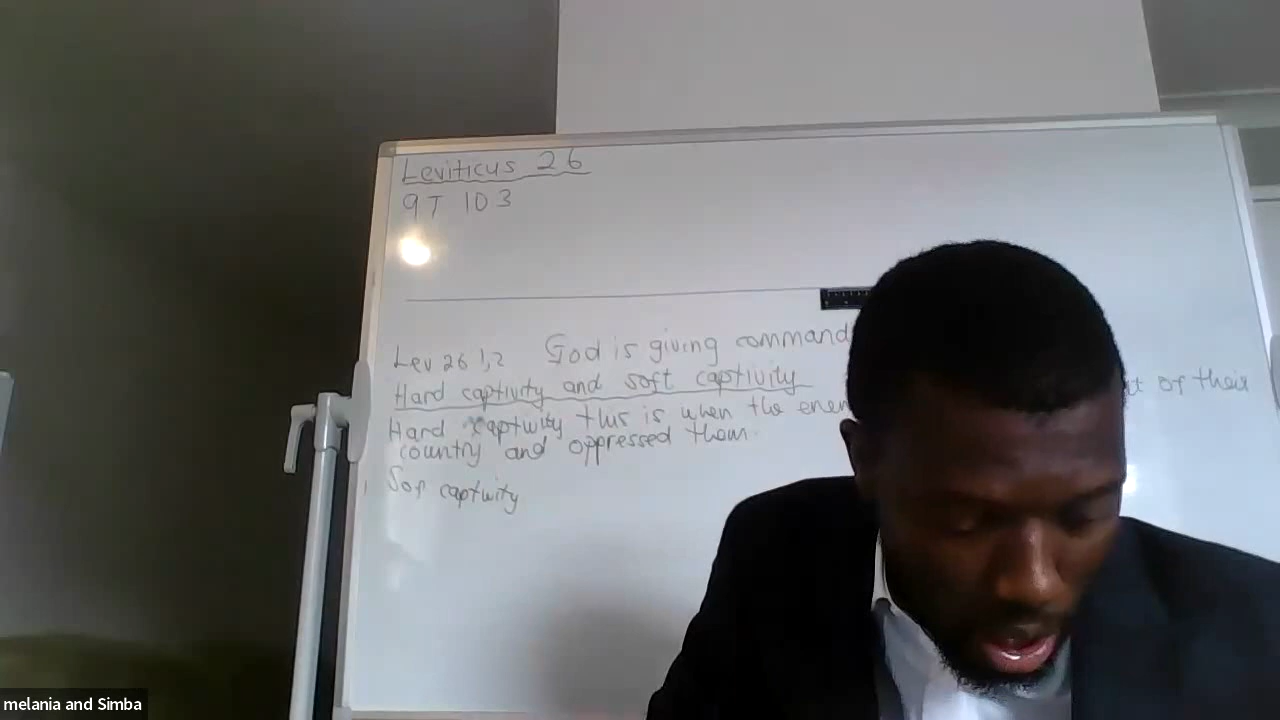 Leviticus 26
9T 103
Lev 26 1,2 God is giving command
Hard captivity and soft captivity
Hard captivity this is when the enem t of their
country and oppressed them.
Sof captivity
melania and Simba